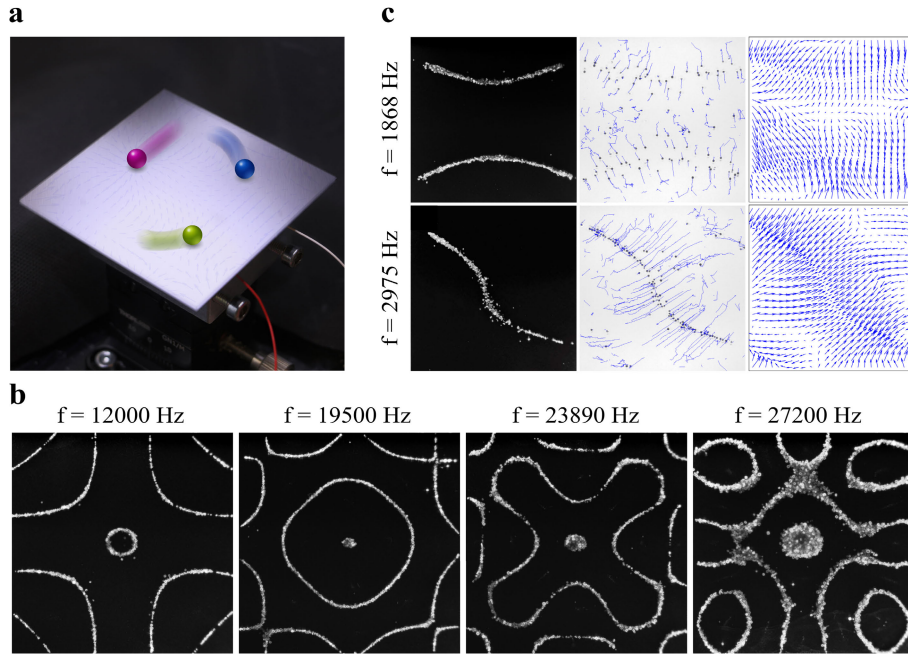 a
c
f = 1868 Hz
f = 2975 Hz
b
f = 12000 Hz
f = 19500 Hz
f = 23890 Hz
f = 27200 Hz